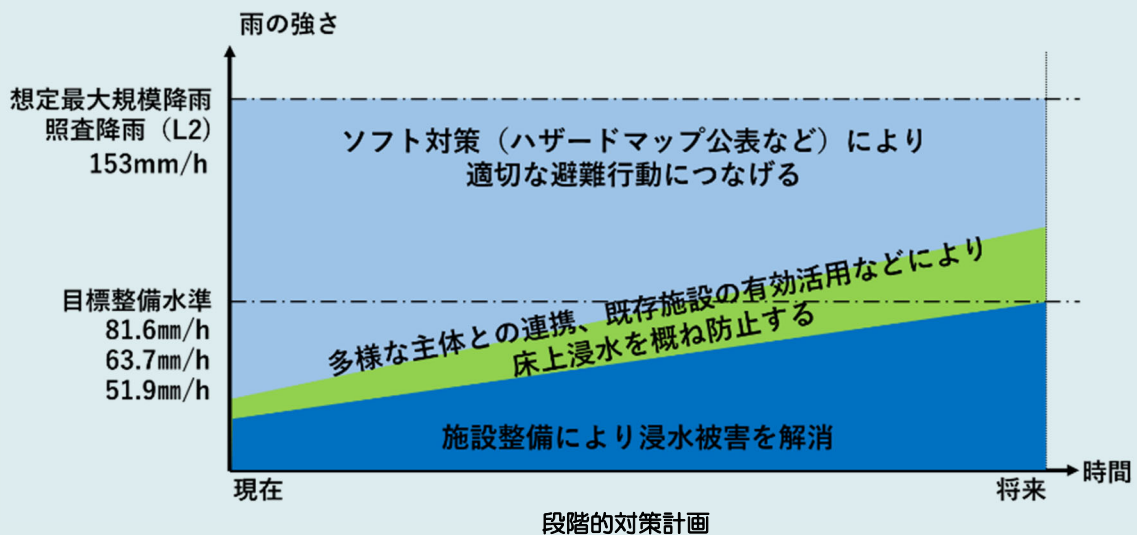 雨の強さ
想定最大規模降雨
照査降雨（L2）
153mm/h
ソフト対策（ハザードマップ公表など）により
適切な避難行動につなげる
目標整備水準
81.6㎜/h
63.7㎜/h
51.9㎜/h
多様な主体との連携、既存施設の有効活用などにより
床上浸水を概ね防止する
施設整備により浸水被害を解消
時間
現在
将来
段階的対策計画